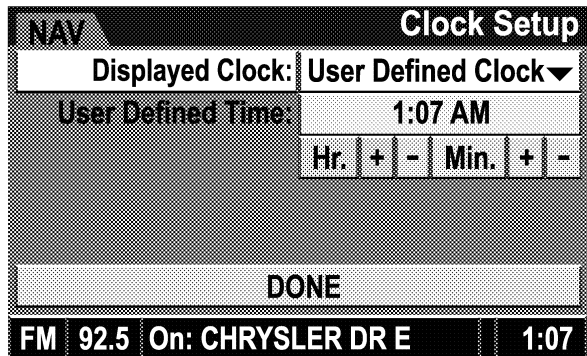 NAV Clock Setup
Displayed Clock: User Defined Clock
User Defined Time: 1:07 AM
Hr. + - Min. + -
DONE
FM 92.5 On: CHRYSLER DR E 1:07